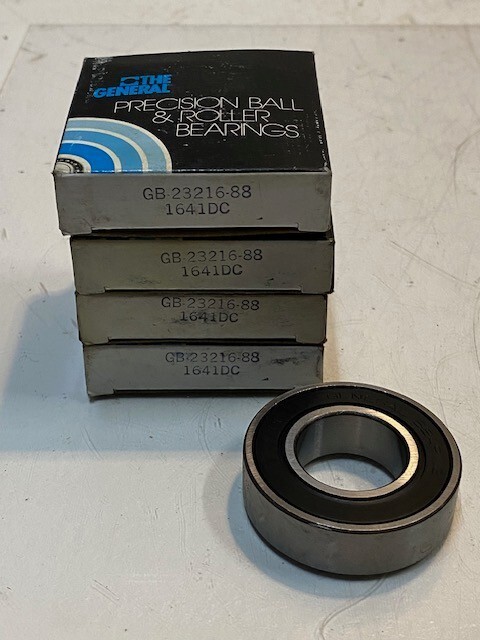 THE
GENERAL
PRECISION BALL
& ROLLER
BEARINGS
GB-23216-88
1641DC
GB-23216-88
1641DC
GB-23216-88
1641DC
GB-23216-88
1641DC